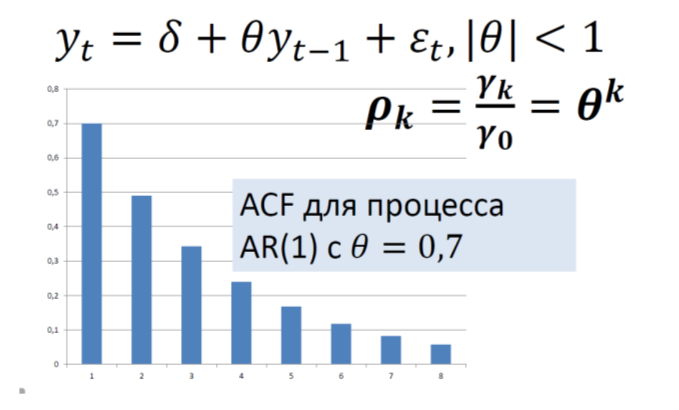 y_t = δ + θy_{t−1} + ε_t, |θ| < 1
ρ_k = γ_k/γ_0 = θ^k
0,8
0,7
0,6
0,5
0,4
0,3
0,2
0,1
0
ACF для процесса
AR(1) с θ = 0,7
1 2 3 4 5 6 7 8